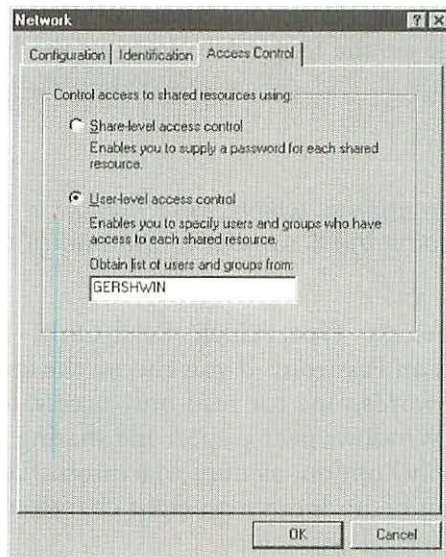 Network
Configuration Identification Access Control
Control access to shared resources using:
Share-level access control
Enables you to supply a password for each shared
resource.
User-level access control
Enables you to specify users and groups who have
access to each shared resource.
Obtain list of users and groups from:
GERSHWIN
OK Cancel